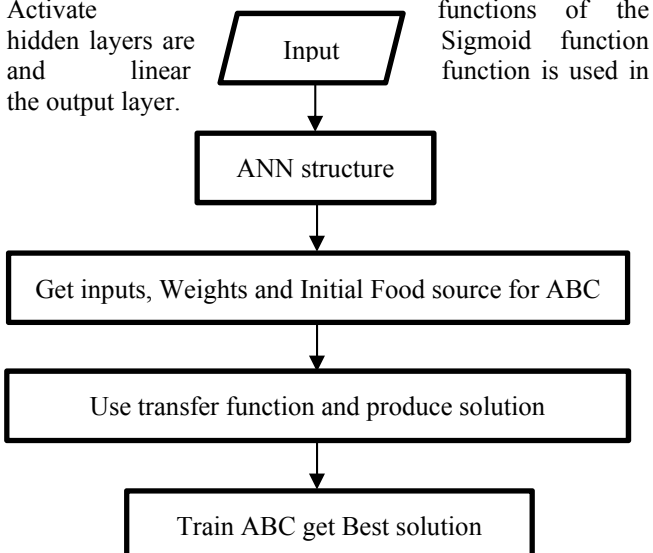 Activate functions of the
hidden layers are Sigmoid function
and linear function is used in
the output layer.
Input
ANN structure
Get inputs, Weights and Initial Food source for ABC
Use transfer function and produce solution
Train ABC get Best solution